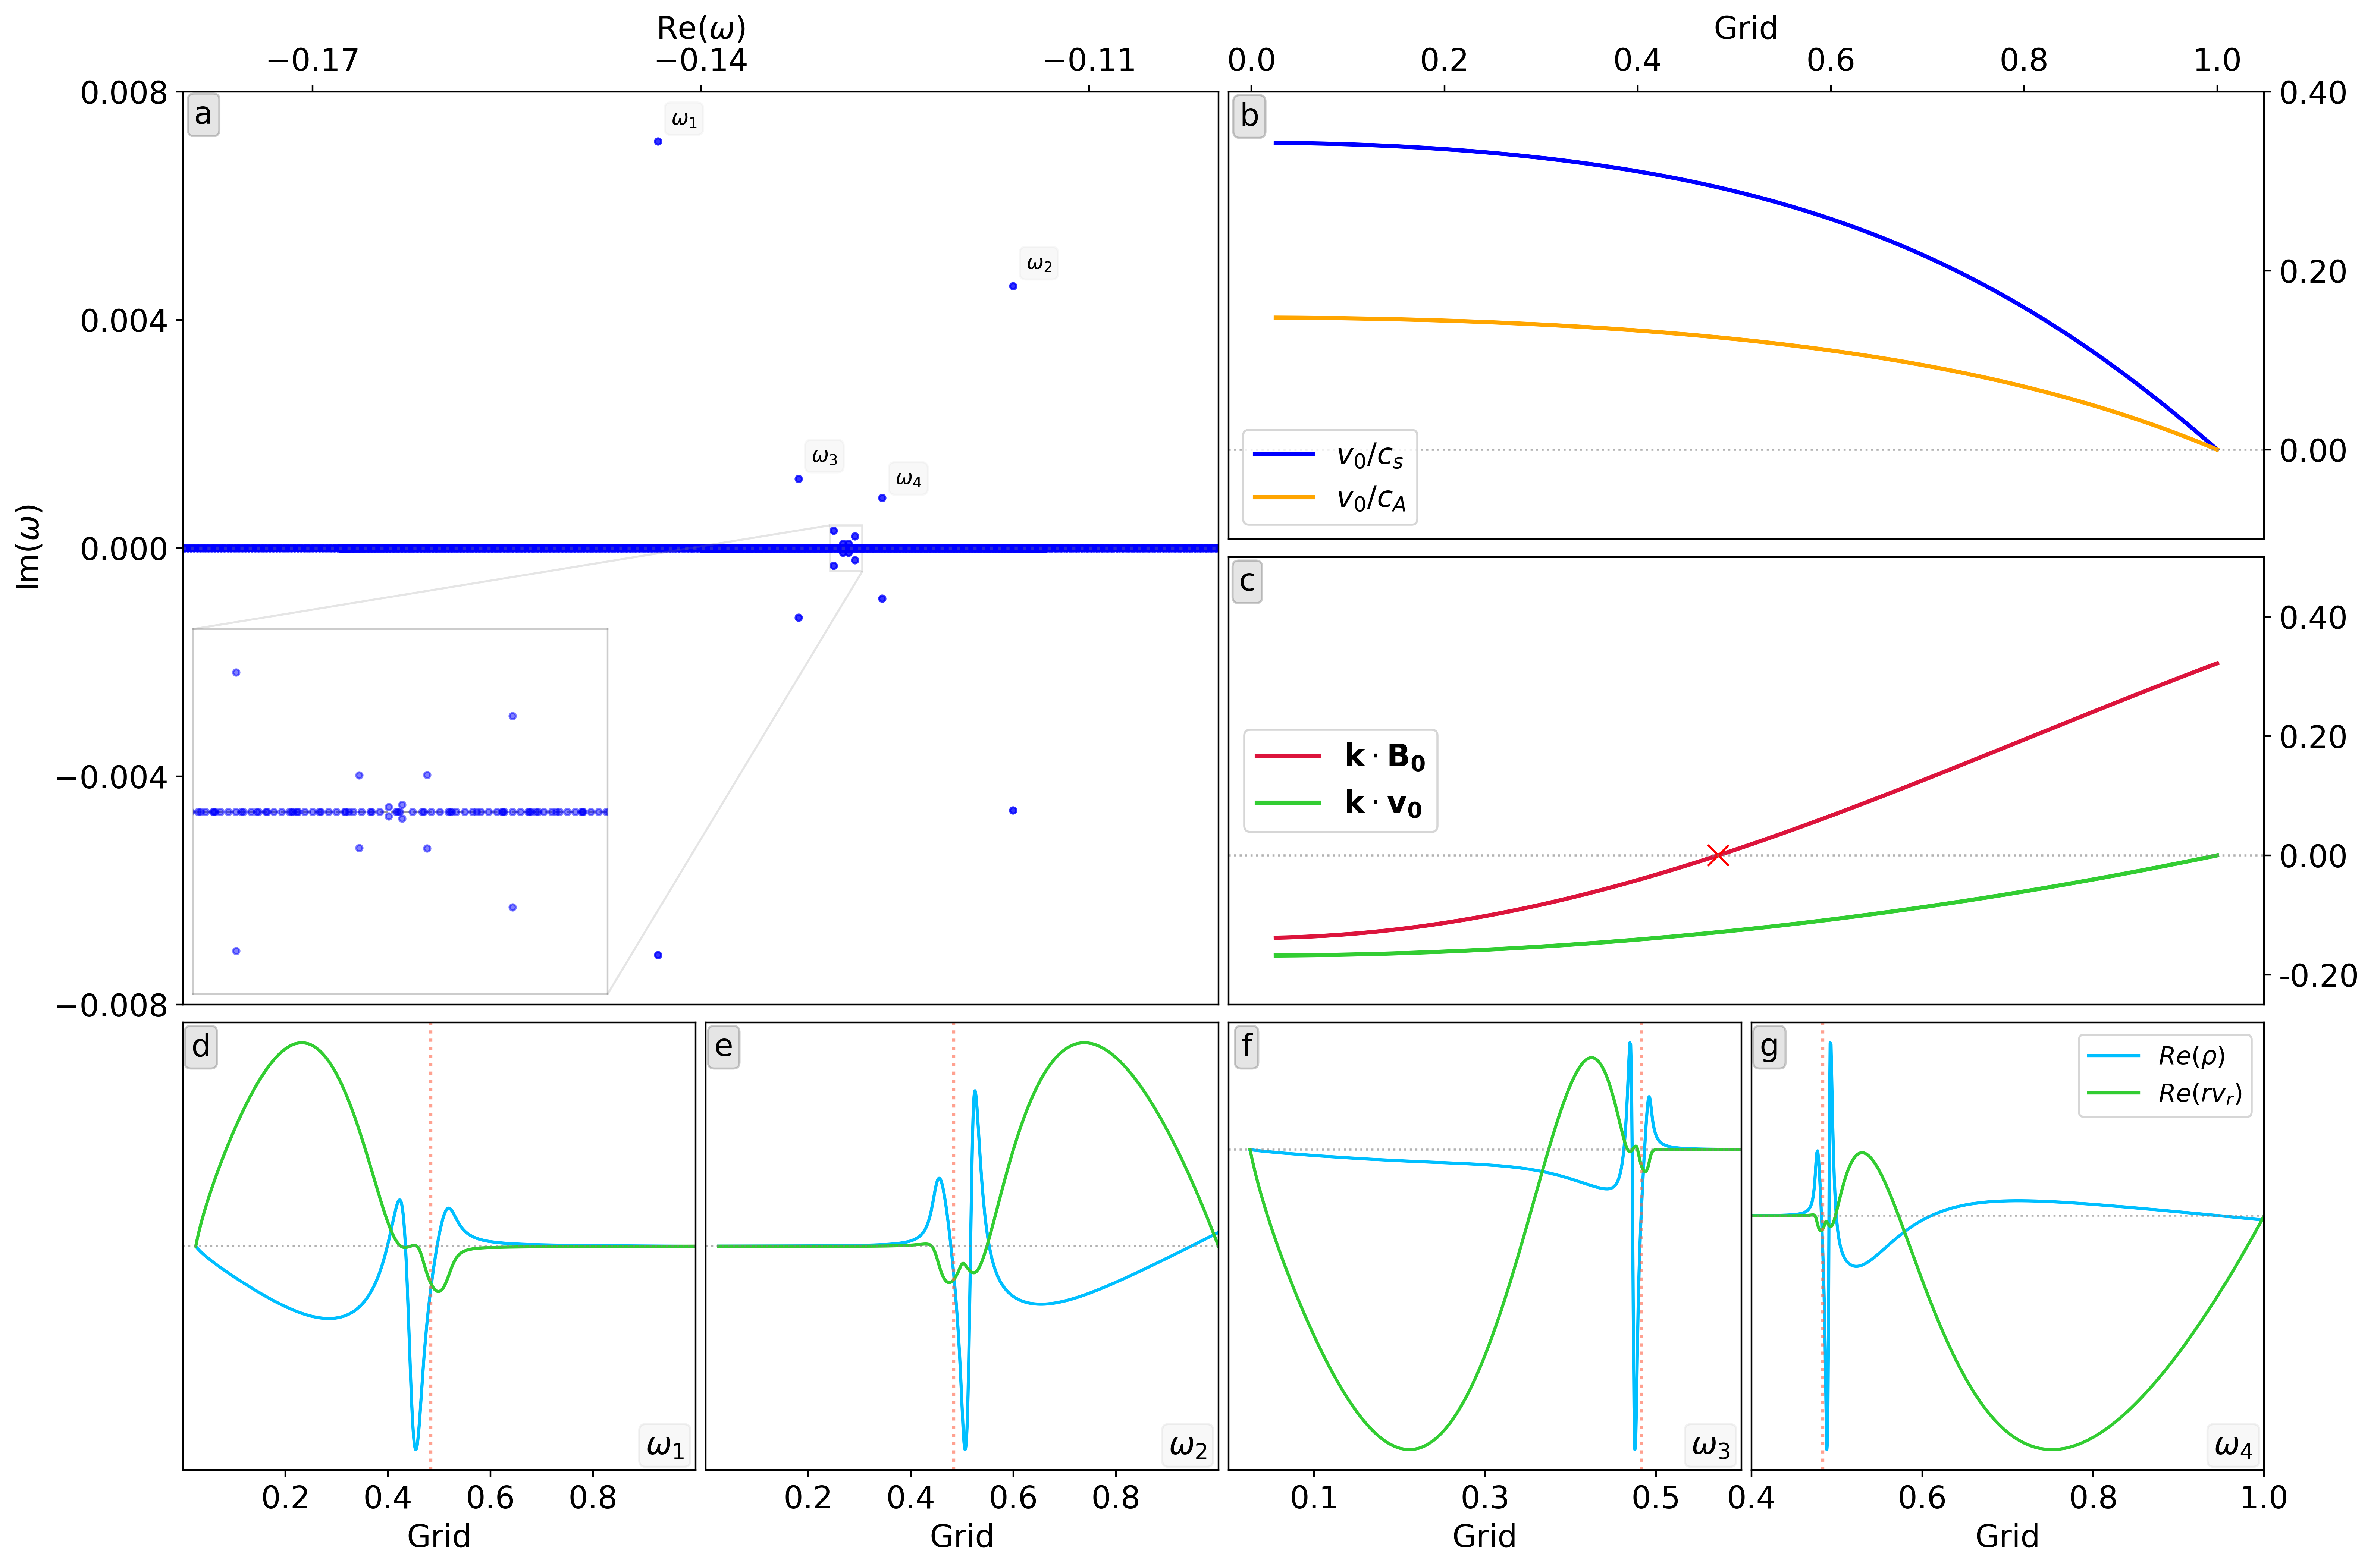 Re(ω)
−0.17 −0.14 −0.11
Grid
0.0 0.2 0.4 0.6 0.8 1.0
a
0.008
0.004
0.000
−0.004
−0.008
Im(ω)
ω₁
ω₂
ω₃
ω₄
b
0.40
0.20
0.00
v₀/cₛ
v₀/c_A
c
0.40
0.20
0.00
-0.20
k · B₀
k · v₀
d
ω₁
0.2 0.4 0.6 0.8
Grid
e
ω₂
0.2 0.4 0.6 0.8
Grid
f
ω₃
0.1 0.3 0.5
Grid
g
Re(ρ)
Re(rvᵣ)
ω₄
0.4 0.6 0.8 1.0
Grid